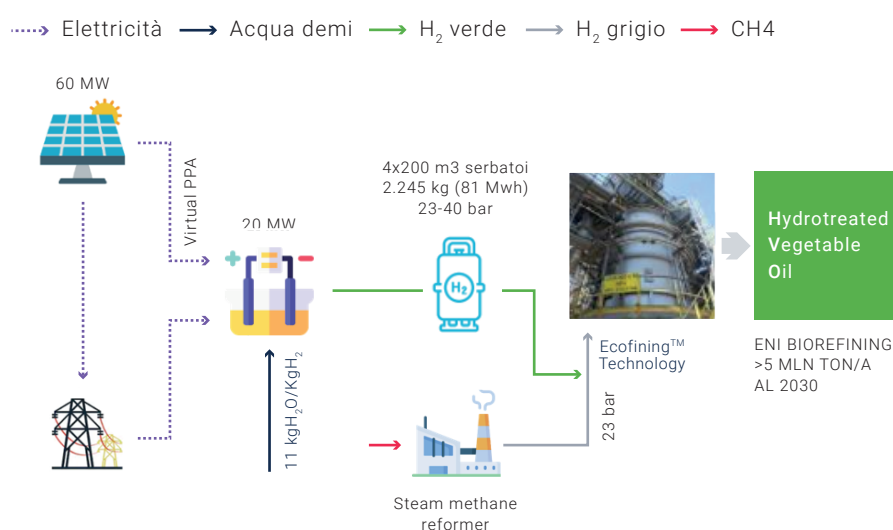 Elettricità
Acqua demi
H₂ verde
H₂ grigio
CH4
60 MW
Virtual PPA
20 MW
4x200 m3 serbatoi
2.245 kg (81 Mwh)
23-40 bar
H₂
Hydrotreated
Vegetable
Oil
Ecofining™
Technology
ENI BIOREFINING
>5 MLN TON/A
AL 2030
11 kgH₂O/KgH₂
23 bar
Steam methane
reformer